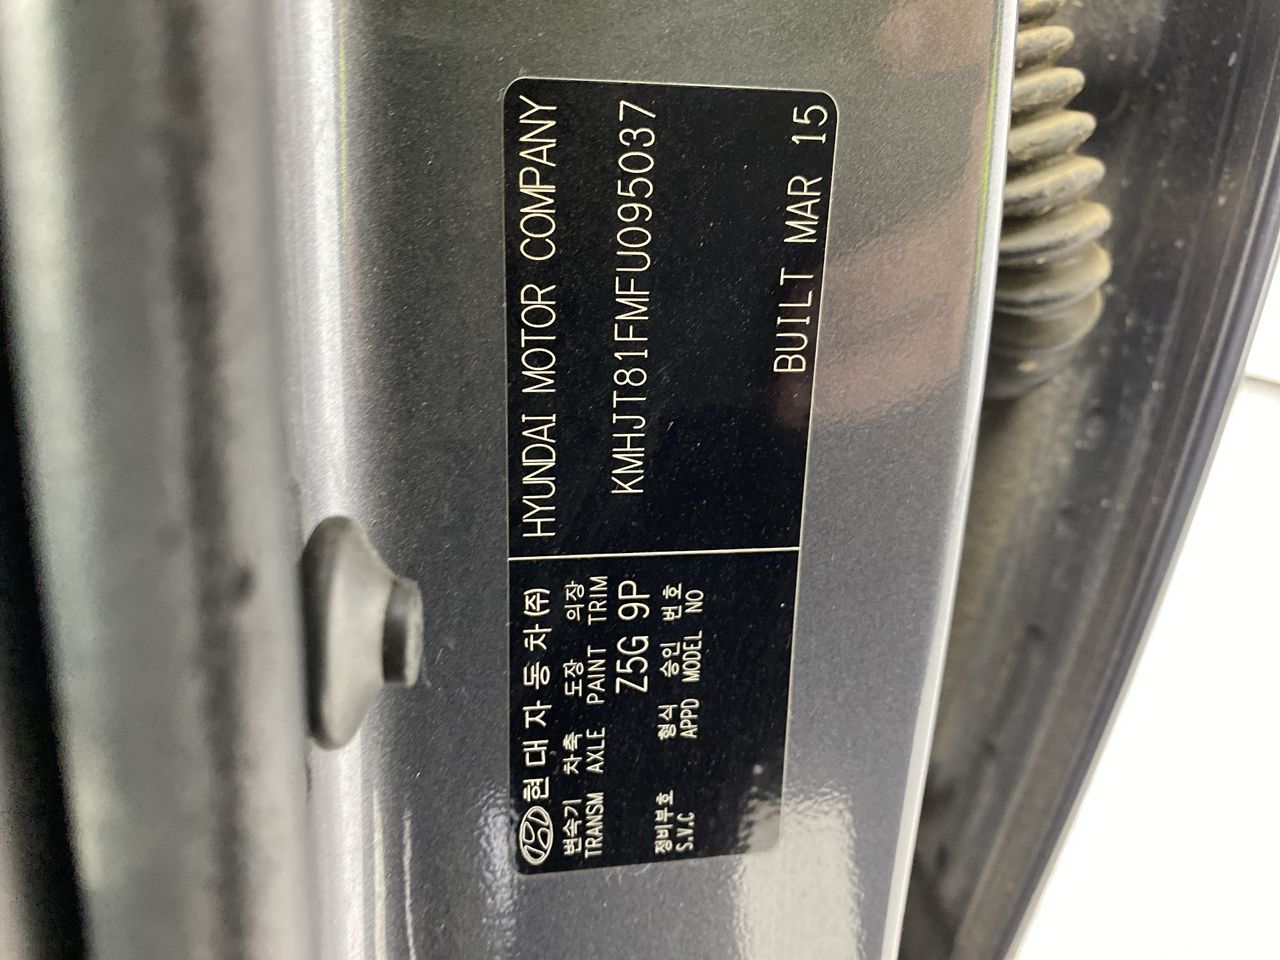 현대자동차(주)
변속기 차축 도장 의장
TRANSM AXLE PAINT TRIM
Z5G 9P
정비부호 형식 승인 번호
S.V.C APPD MODEL NO
HYUNDAI MOTOR COMPANY
KMHJT81FMFU095037
BUILT MAR 15